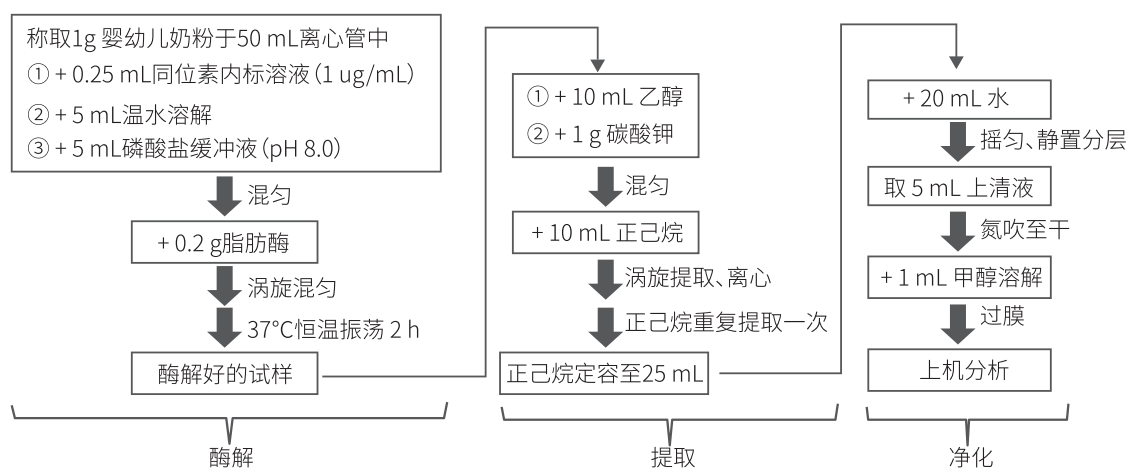 称取1g 婴幼儿奶粉于50 mL离心管中
① + 0.25 mL同位素内标溶液（1 ug/mL）
② + 5 mL温水溶解
③ + 5 mL磷酸盐缓冲液（pH 8.0）
混匀
+ 0.2 g脂肪酶
涡旋混匀
37℃恒温振荡 2 h
酶解好的试样
酶解
① + 10 mL 乙醇
② + 1 g 碳酸钾
混匀
+ 10 mL 正己烷
涡旋提取、离心
正己烷重复提取一次
正己烷定容至25 mL
提取
+ 20 mL 水
摇匀、静置分层
取 5 mL 上清液
氮吹至干
+ 1 mL 甲醇溶解
过膜
上机分析
净化